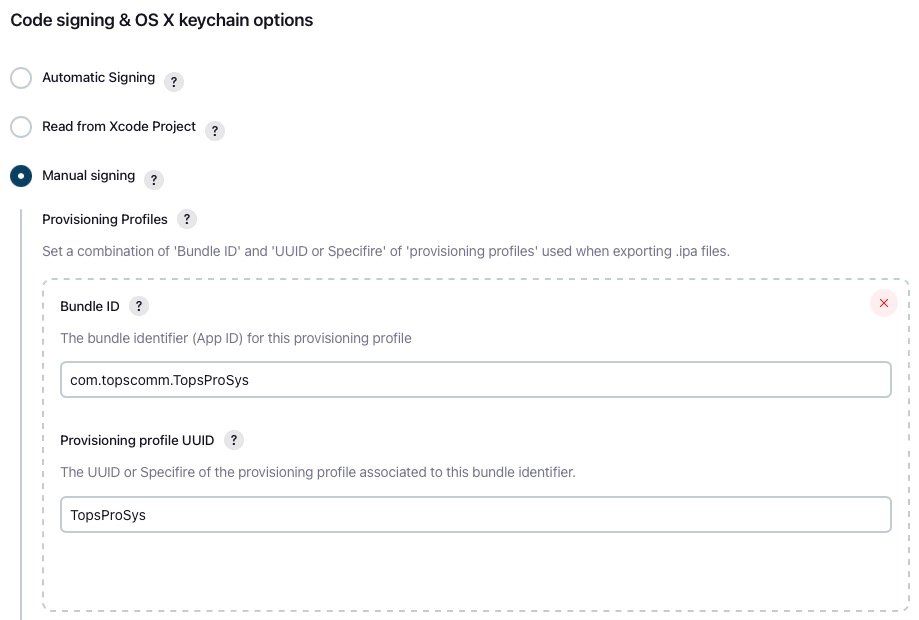 Code signing & OS X keychain options
Automatic Signing ?
Read from Xcode Project ?
Manual signing ?
Provisioning Profiles ?
Set a combination of 'Bundle ID' and 'UUID or Specifire' of 'provisioning profiles' used when exporting .ipa files.
Bundle ID ?
The bundle identifier (App ID) for this provisioning profile
com.topscomm.TopsProSys
Provisioning profile UUID ?
The UUID or Specifire of the provisioning profile associated to this bundle identifier.
TopsProSys